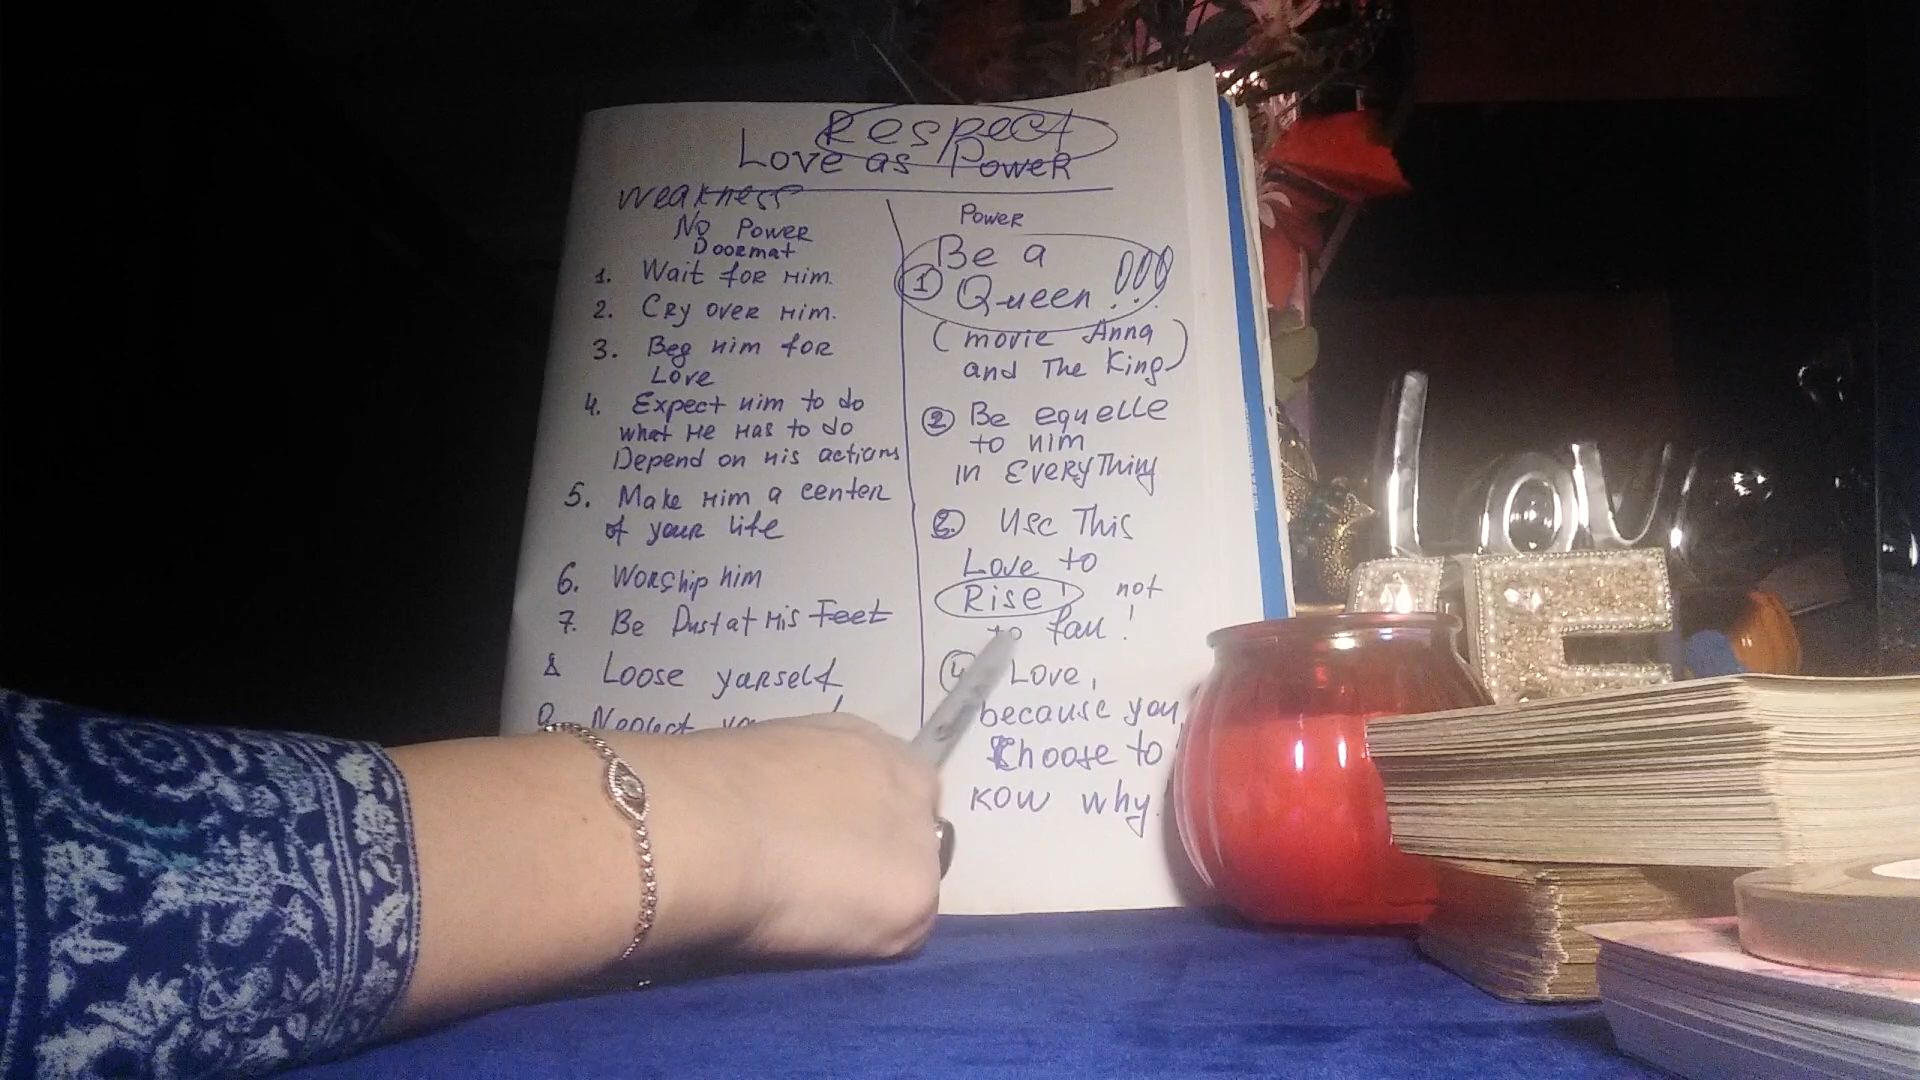 Respect
Love as Power
Weakness
No Power
Doormat
1. Wait for Him.
2. Cry over Him.
3. Beg him for
Love
4. Expect him to do
what He Has to do
Depend on his actions
5. Make Him a center
of your life
6. Worship him
7. Be Dust at His Feet
8 Loose yourself
9. Neglect
Power
Be a
1 Queen!!!
(movie Anna
and The King)
2 Be equelle
to him
in EveryThing
3. Use This
Love to
Rise! not
to fall!
4 Love,
because you
Choose to
kow why.
LOVE
E